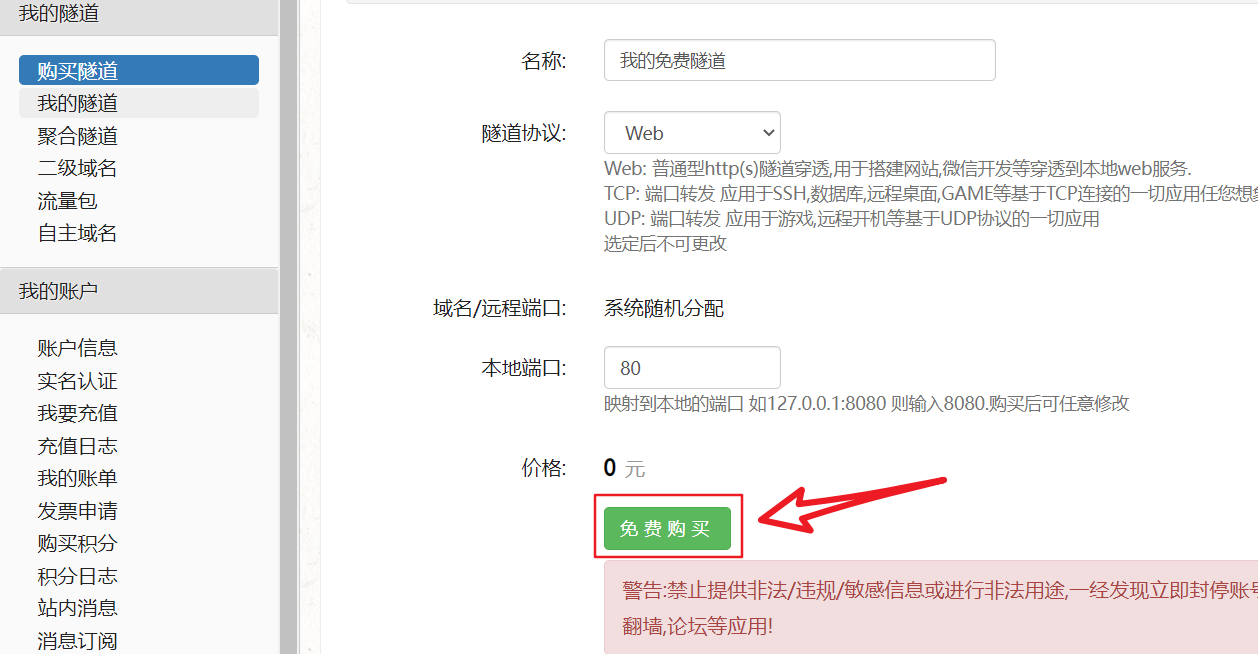 我的隧道
购买隧道
我的隧道
聚合隧道
二级域名
流量包
自主域名
我的账户
账户信息
实名认证
我要充值
充值日志
我的账单
发票申请
购买积分
积分日志
站内消息
消息订阅
名称:
我的免费隧道
隧道协议:
Web
Web: 普通型http(s)隧道穿透,用于搭建网站,微信开发等穿透到本地web服务.
TCP: 端口转发 应用于SSH,数据库,远程桌面,GAME等基于TCP连接的一切应用任您想
UDP: 端口转发 应用于游戏,远程开机等基于UDP协议的一切应用
选定后不可更改
域名/远程端口:
系统随机分配
本地端口:
80
映射到本地的端口 如127.0.0.1:8080 则输入8080.购买后可任意修改
价格:
0 元
免费购买
警告:禁止提供非法/违规/敏感信息或进行非法用途,一经发现立即封停账
翻墙,论坛等应用!